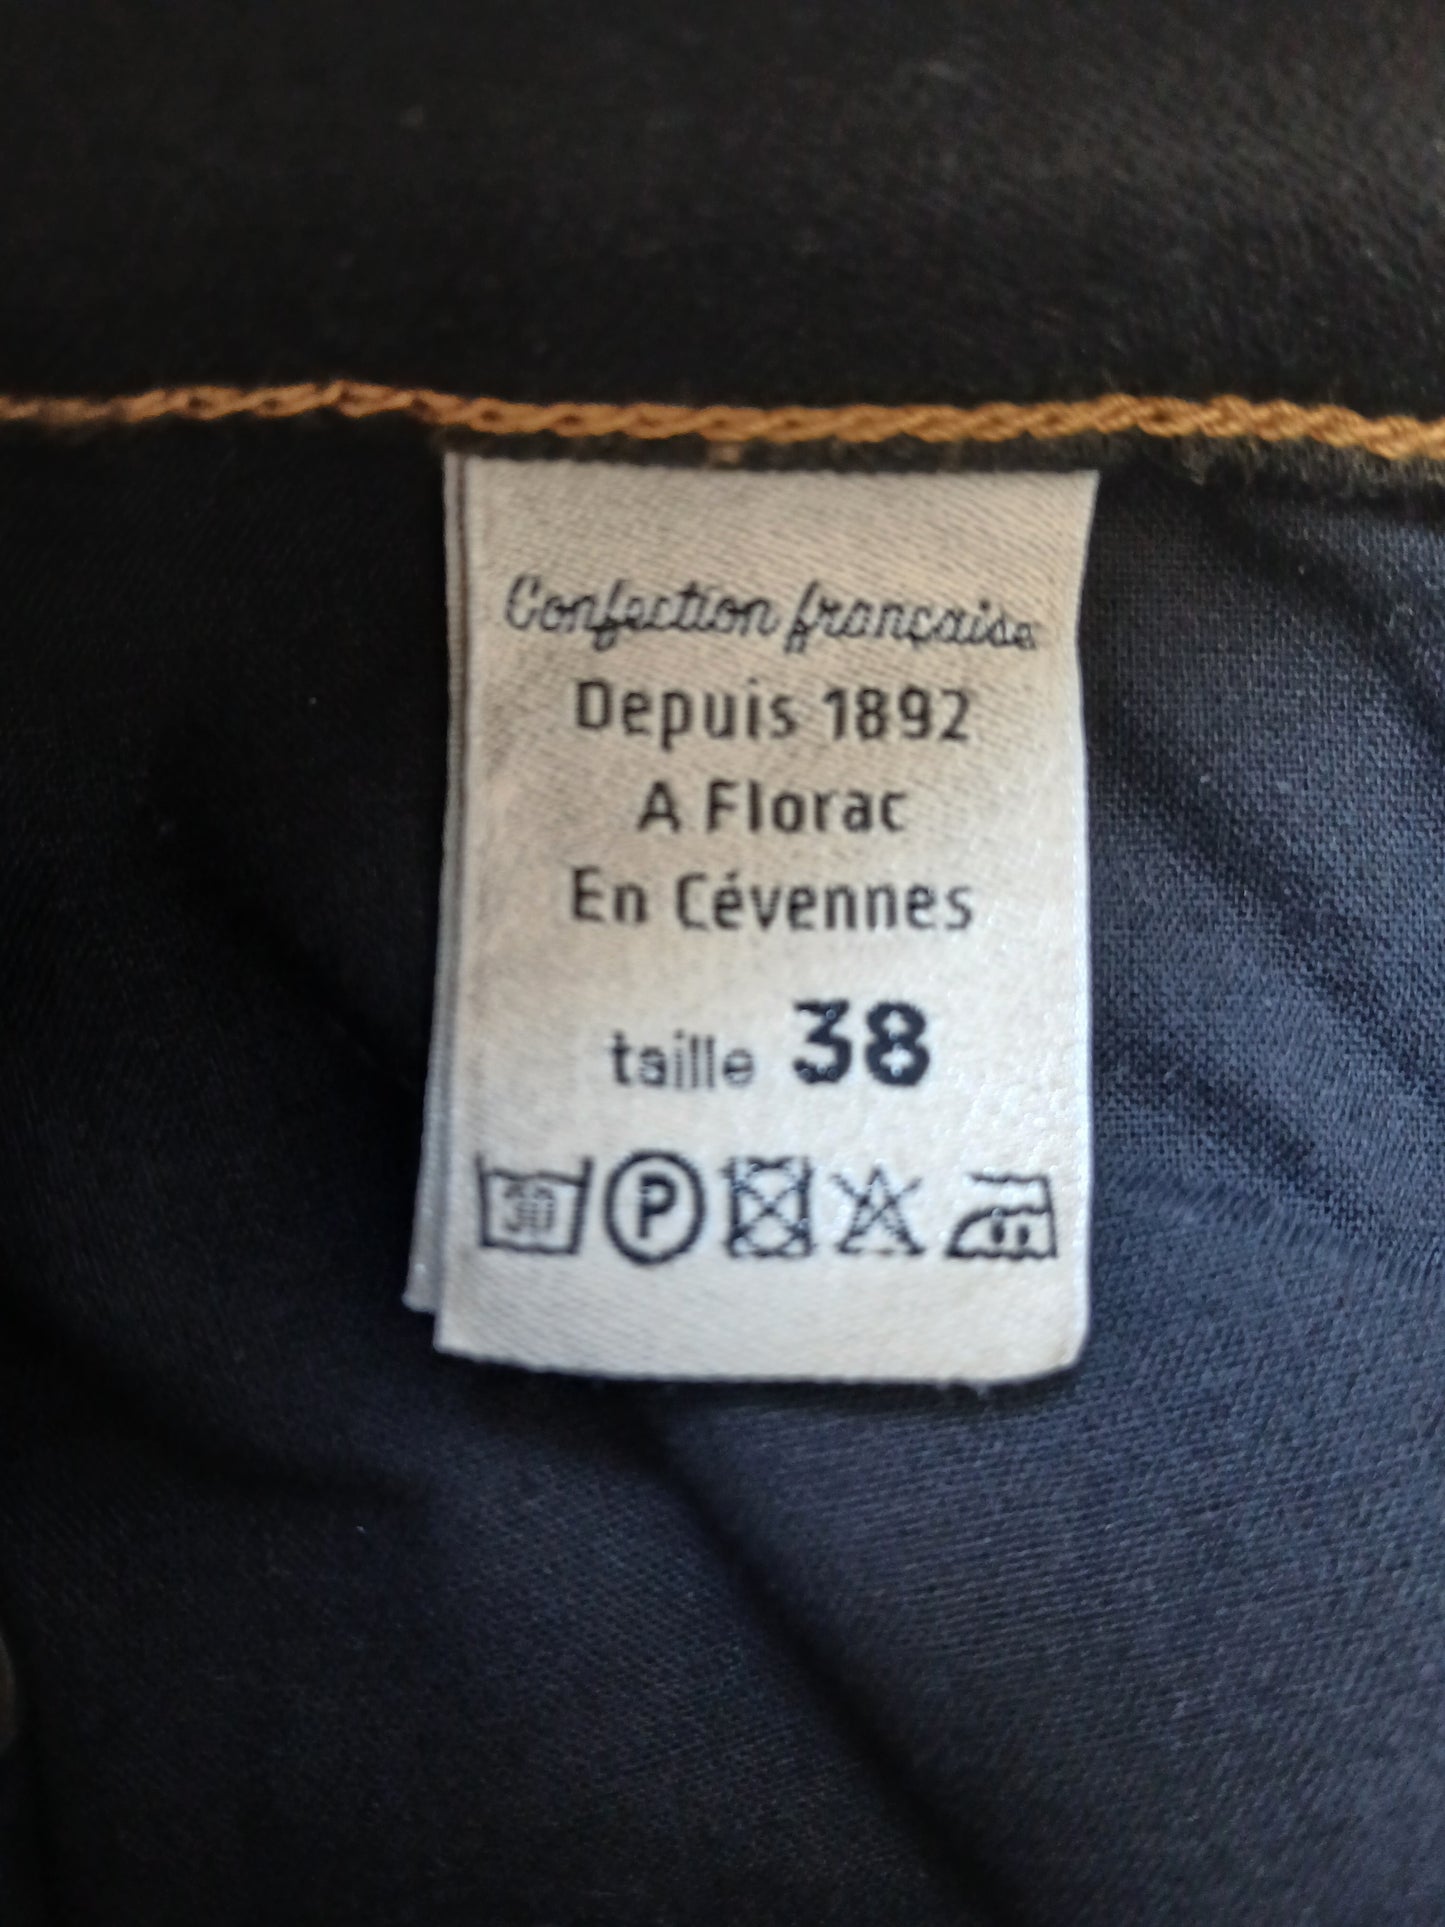 Confection française
Depuis 1892
A Florac
En Cévennes
taille 38
30 P